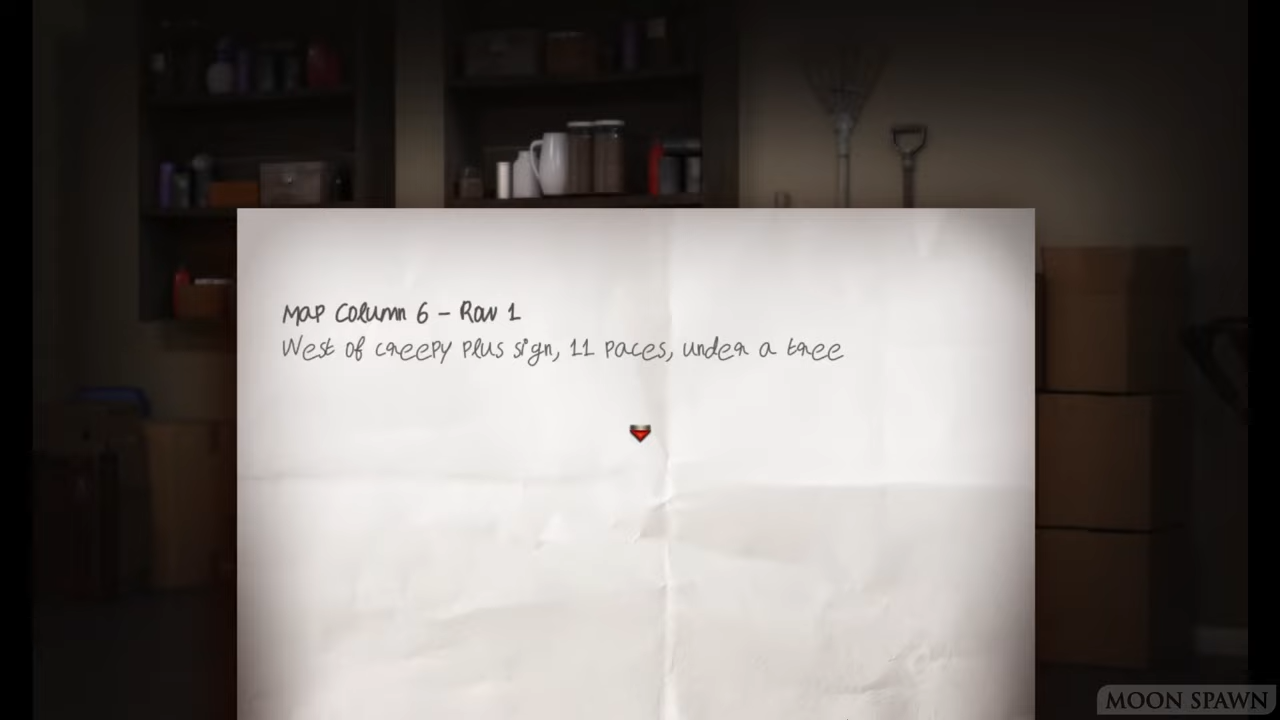 Map Column 6 - Row 1
West of creepy plus sign, 11 paces, under a tree
MOON SPAWN